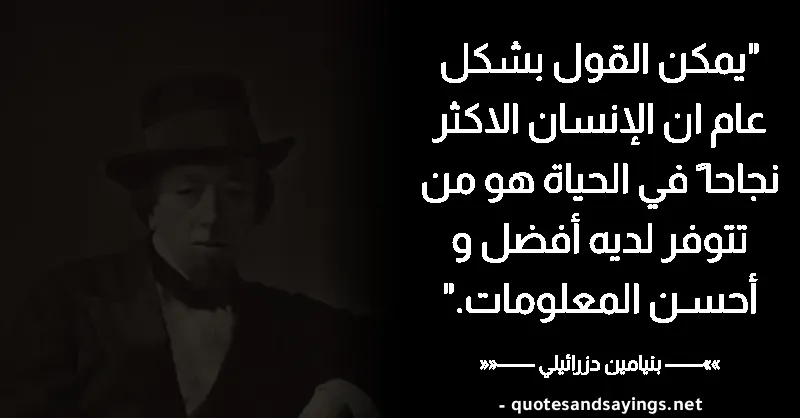 "يمكن القول بشكل
عام ان الإنسان الاكثر
نجاحاً في الحياة هو من
تتوفر لديه أفضل و
أحسن المعلومات."
»»—— بنيامين دزرائيلي ——««
- quotesandsayings.net